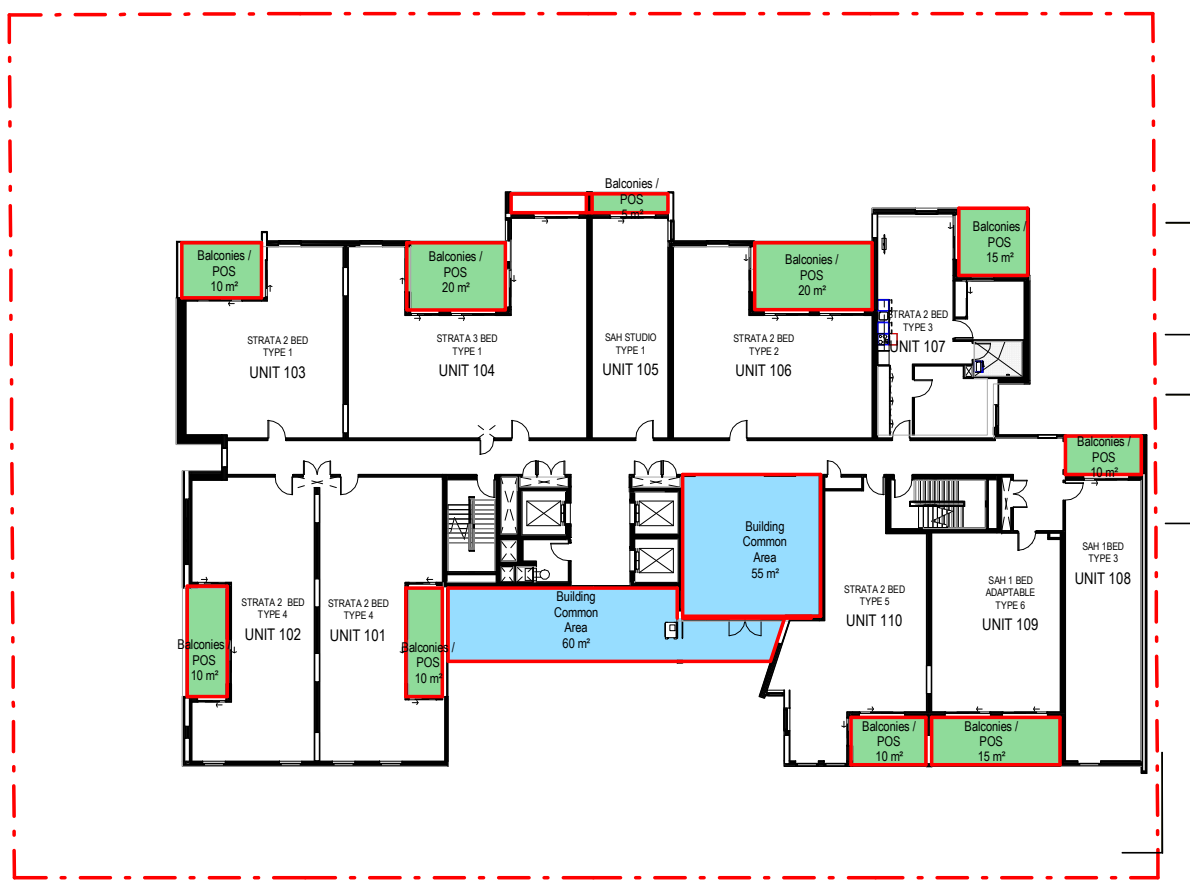 Balconies /
POS
5 m²
Balconies /
POS
10 m²
Balconies /
POS
20 m²
Balconies /
POS
20 m²
Balconies /
POS
15 m²
STRATA 2 BED
TYPE 1
UNIT 103
STRATA 3 BED
TYPE 1
UNIT 104
SAH STUDIO
TYPE 1
UNIT 105
STRATA 2 BED
TYPE 2
UNIT 106
STRATA 2 BED
TYPE 3
UNIT 107
Balconies /
POS
10 m²
Building
Common
Area
55 m²
SAH 1BED
TYPE 3
UNIT 108
STRATA 2 BED
TYPE 4
UNIT 102
STRATA 2 BED
TYPE 4
UNIT 101
Building
Common
Area
60 m²
STRATA 2 BED
TYPE 5
UNIT 110
SAH 1 BED
ADAPTABLE
TYPE 6
UNIT 109
Balconies /
POS
10 m²
Balconies /
POS
10 m²
Balconies /
POS
10 m²
Balconies /
POS
15 m²